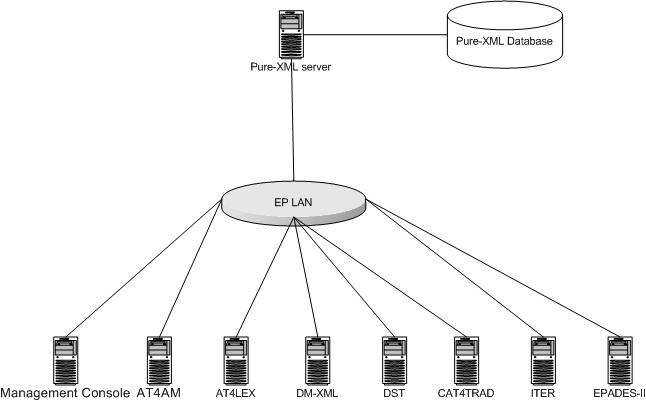 Pure-XML Database
Pure-XML server
EP LAN
Management Console
AT4AM
AT4LEX
DM-XML
DST
CAT4TRAD
ITER
EPADES-II